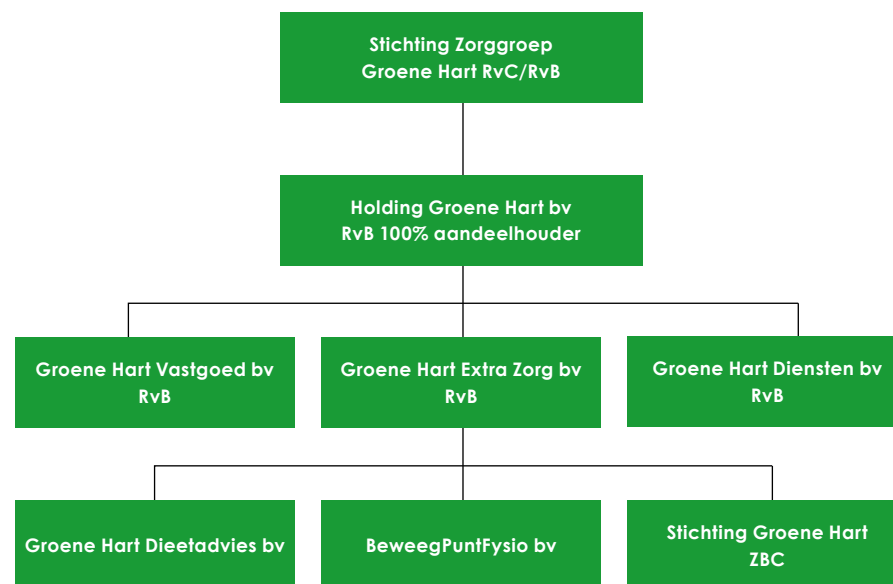 Stichting Zorggroep
Groene Hart RvC/RvB
Holding Groene Hart bv
RvB 100% aandeelhouder
Groene Hart Vastgoed bv
RvB
Groene Hart Extra Zorg bv
RvB
Groene Hart Diensten bv
RvB
Groene Hart Dieetadvies bv
BeweegPuntFysio bv
Stichting Groene Hart
ZBC